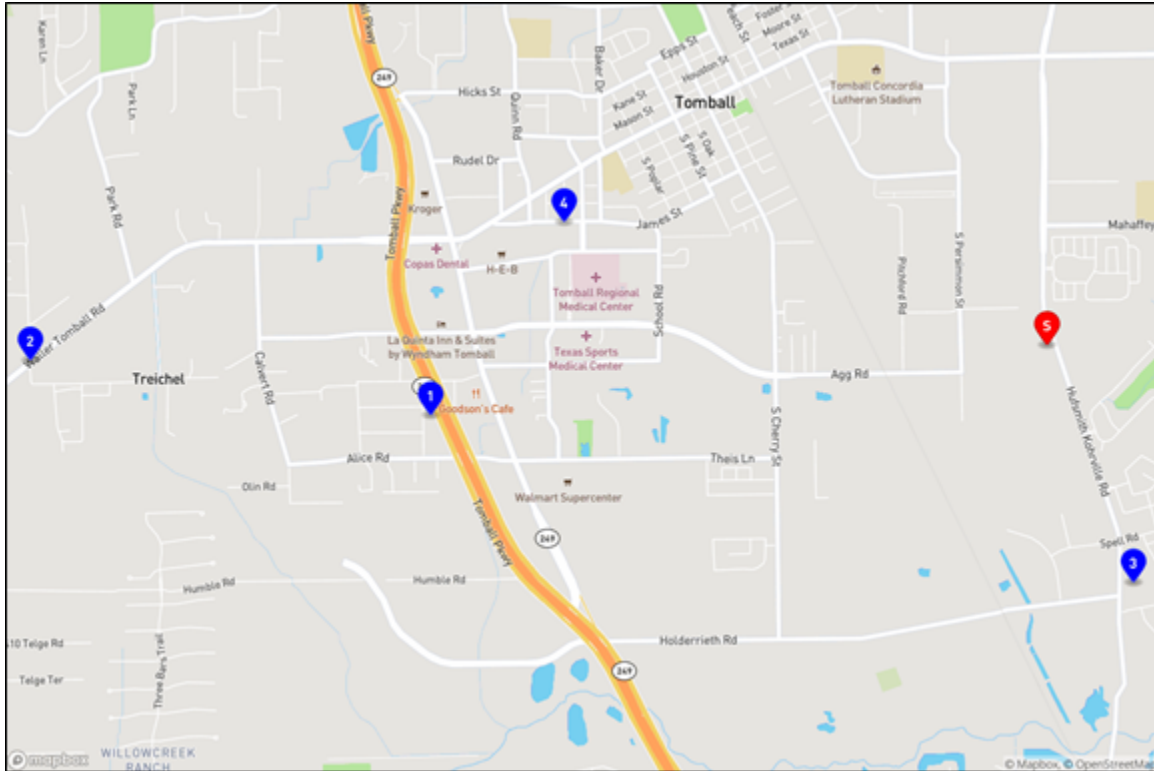 Karen Ln
Park Ln
Park Rd
Tomball Pkwy
249
Hicks St
Quinn Rd
Baker Dr
Epps St
Foster St
Moore St
Texas St
Houston St
Kane St
Mason St
Tomball
Tomball Concordia
Lutheran Stadium
S Oak
S Pine St
S Poplar
Rudel Dr
Kroger
4
James St
Mahaffey
Tomball Pkwy
Copas Dental
H-E-B
Tomball Regional
Medical Center
School Rd
Pitchford Rd
S Persimmon St
2
Waller Tomball Rd
La Quinta Inn & Suites
by Wyndham Tomball
Texas Sports
Medical Center
S
Treichel
Calvert Rd
1
Goodson's Cafe
Agg Rd
Hufsmith Kohrville Rd
S Cherry St
Alice Rd
Theis Ln
Olin Rd
Walmart Supercenter
Tomball Pkwy
249
Spell Rd
3
Humble Rd
Humble Rd
410 Telge Rd
Three Bars Trail
Holderrieth Rd
Telge Ter
249
WILLOWCREEK
RANCH
mapbox
© Mapbox, © OpenStreetMap